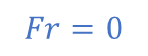 Fr = 0